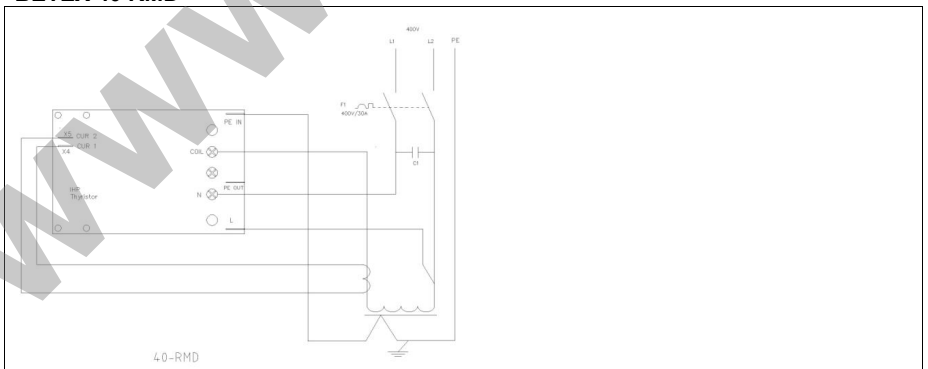 400V
L1 L2 PE
F1
400V/30A
PE IN
X5 CUR 2
CUR 1
X4
COIL
C1
PE OUT
N
Thyristor
L
40-RMD